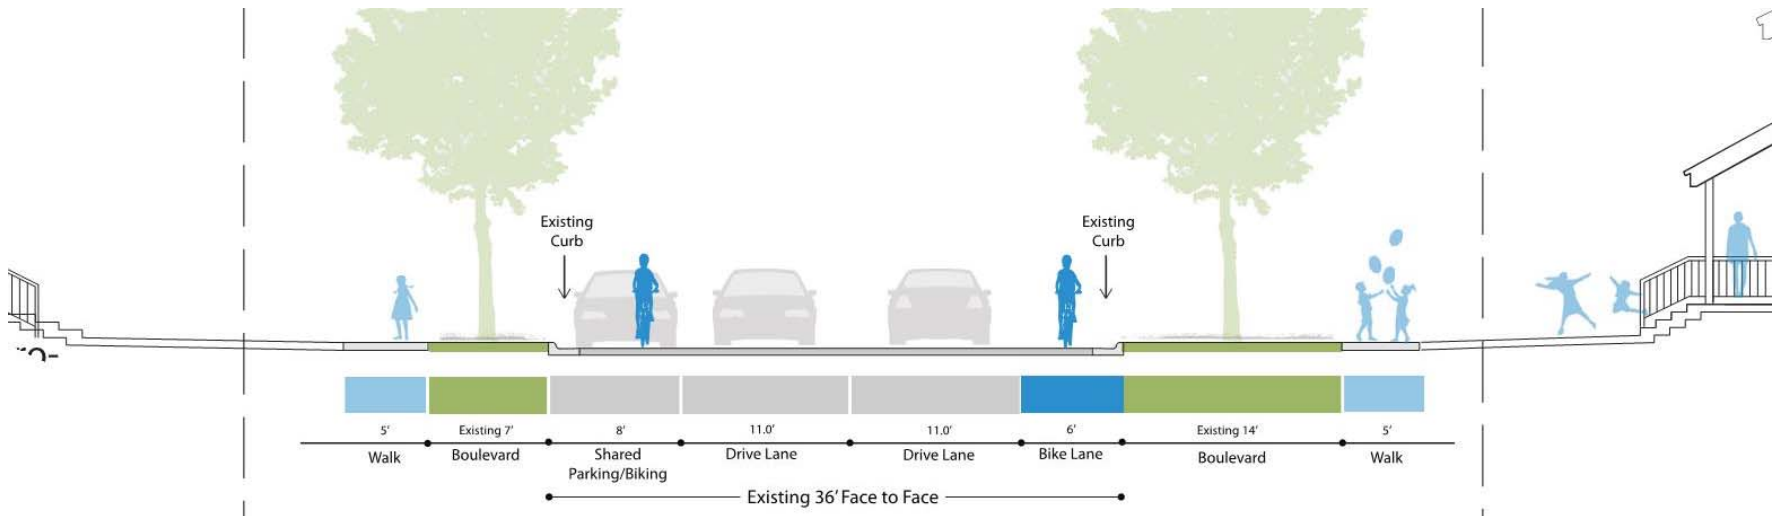 Existing
Curb
Existing
Curb
5’
Existing 7’
8’
11.0’
11.0’
6’
Existing 14’
5’
Walk
Boulevard
Shared
Parking/Biking
Drive Lane
Drive Lane
Bike Lane
Boulevard
Walk
Existing 36’ Face to Face